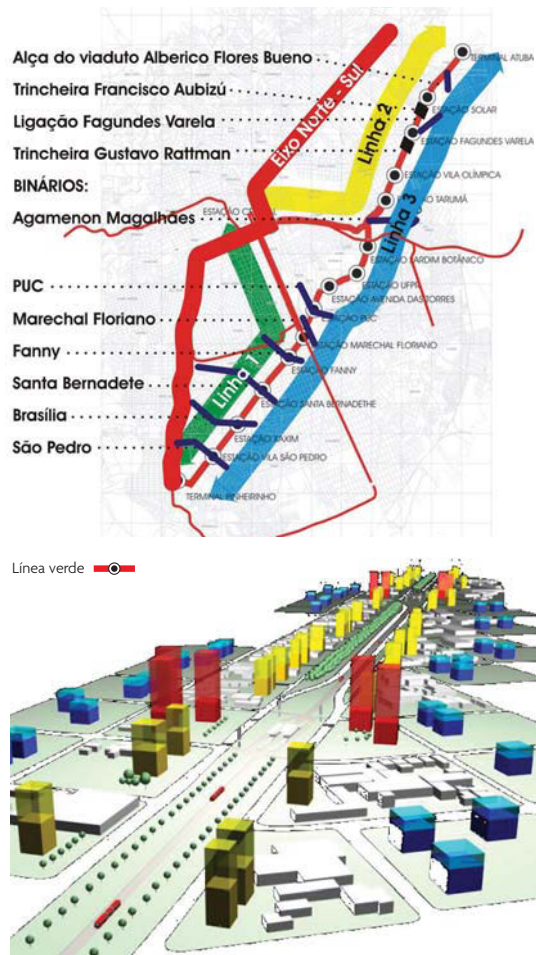 Alça do viaduto Alberico Flores Bueno
TERMINAL ATUBA
Trincheira Francisco Aubizú
Eixo Norte - Sul
Linha 2
ESTAÇÃO SOLAR
Ligação Fagundes Varela
ESTAÇÃO FAGUNDES VARELA
Trincheira Gustavo Rattman
ESTAÇÃO VILA OLÍMPICA
BINÁRIOS:
TARUMÃ
Linha 3
Agamenon Magalhães
ESTAÇÃO JARDIM BOTÂNICO
ESTAÇÃO UFPR
PUC
ESTAÇÃO AVENIDA DAS TORRES
ESTAÇÃO PUC
Marechal Floriano
ESTAÇÃO MARECHAL FLORIANO
Fanny
ESTAÇÃO FANNY
Linha 1
Santa Bernadete
ESTAÇÃO SANTA BERNADETHE
Brasília
ESTAÇÃO XAXIM
São Pedro
ESTAÇÃO VILA SÃO PEDRO
TERMINAL PINHEIRINHO
Línea verde